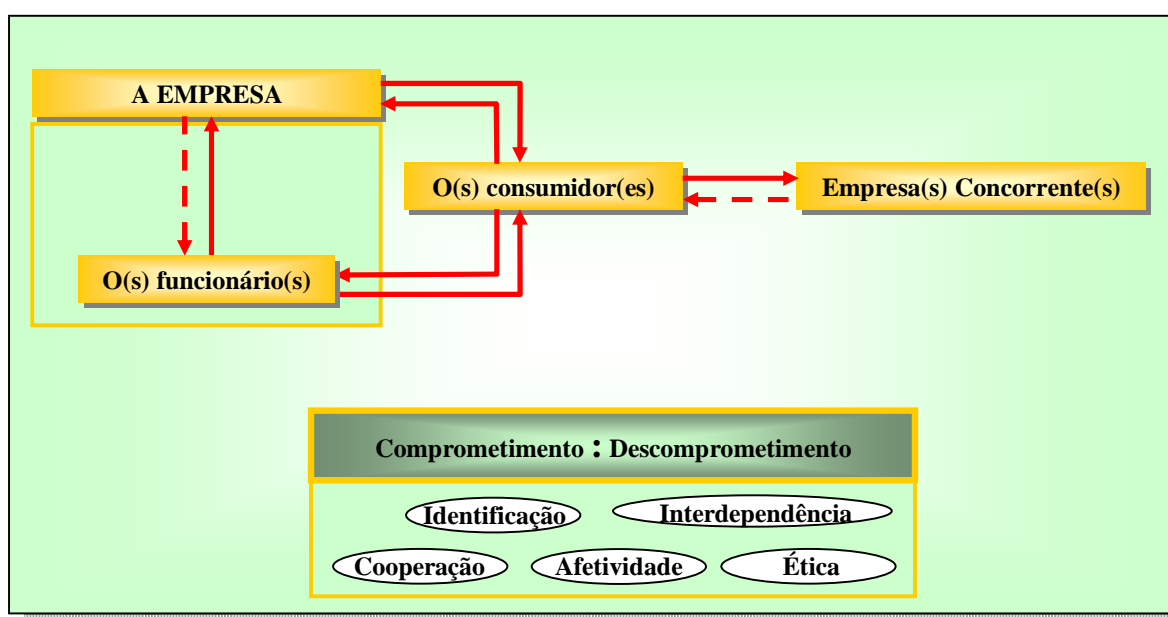 A EMPRESA
O(s) consumidor(es)
Empresa(s) Concorrente(s)
O(s) funcionário(s)
Comprometimento : Descomprometimento
Identificação
Interdependência
Cooperação
Afetividade
Ética